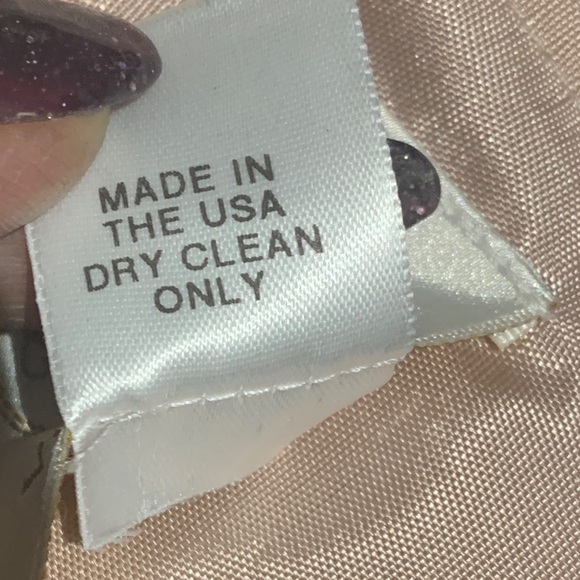 MADE IN
THE USA
DRY CLEAN
ONLY